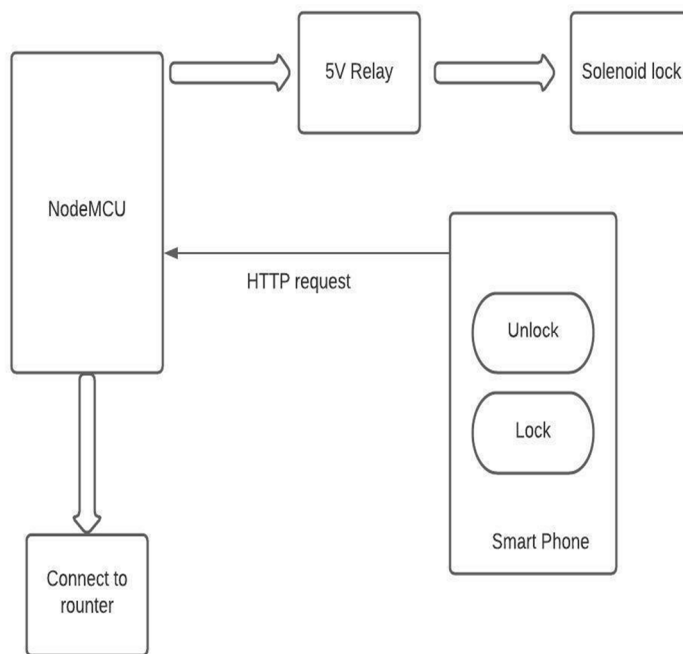 5V Relay
Solenoid lock
NodeMCU
HTTP request
Unlock
Lock
Smart Phone
Connect to
rounter